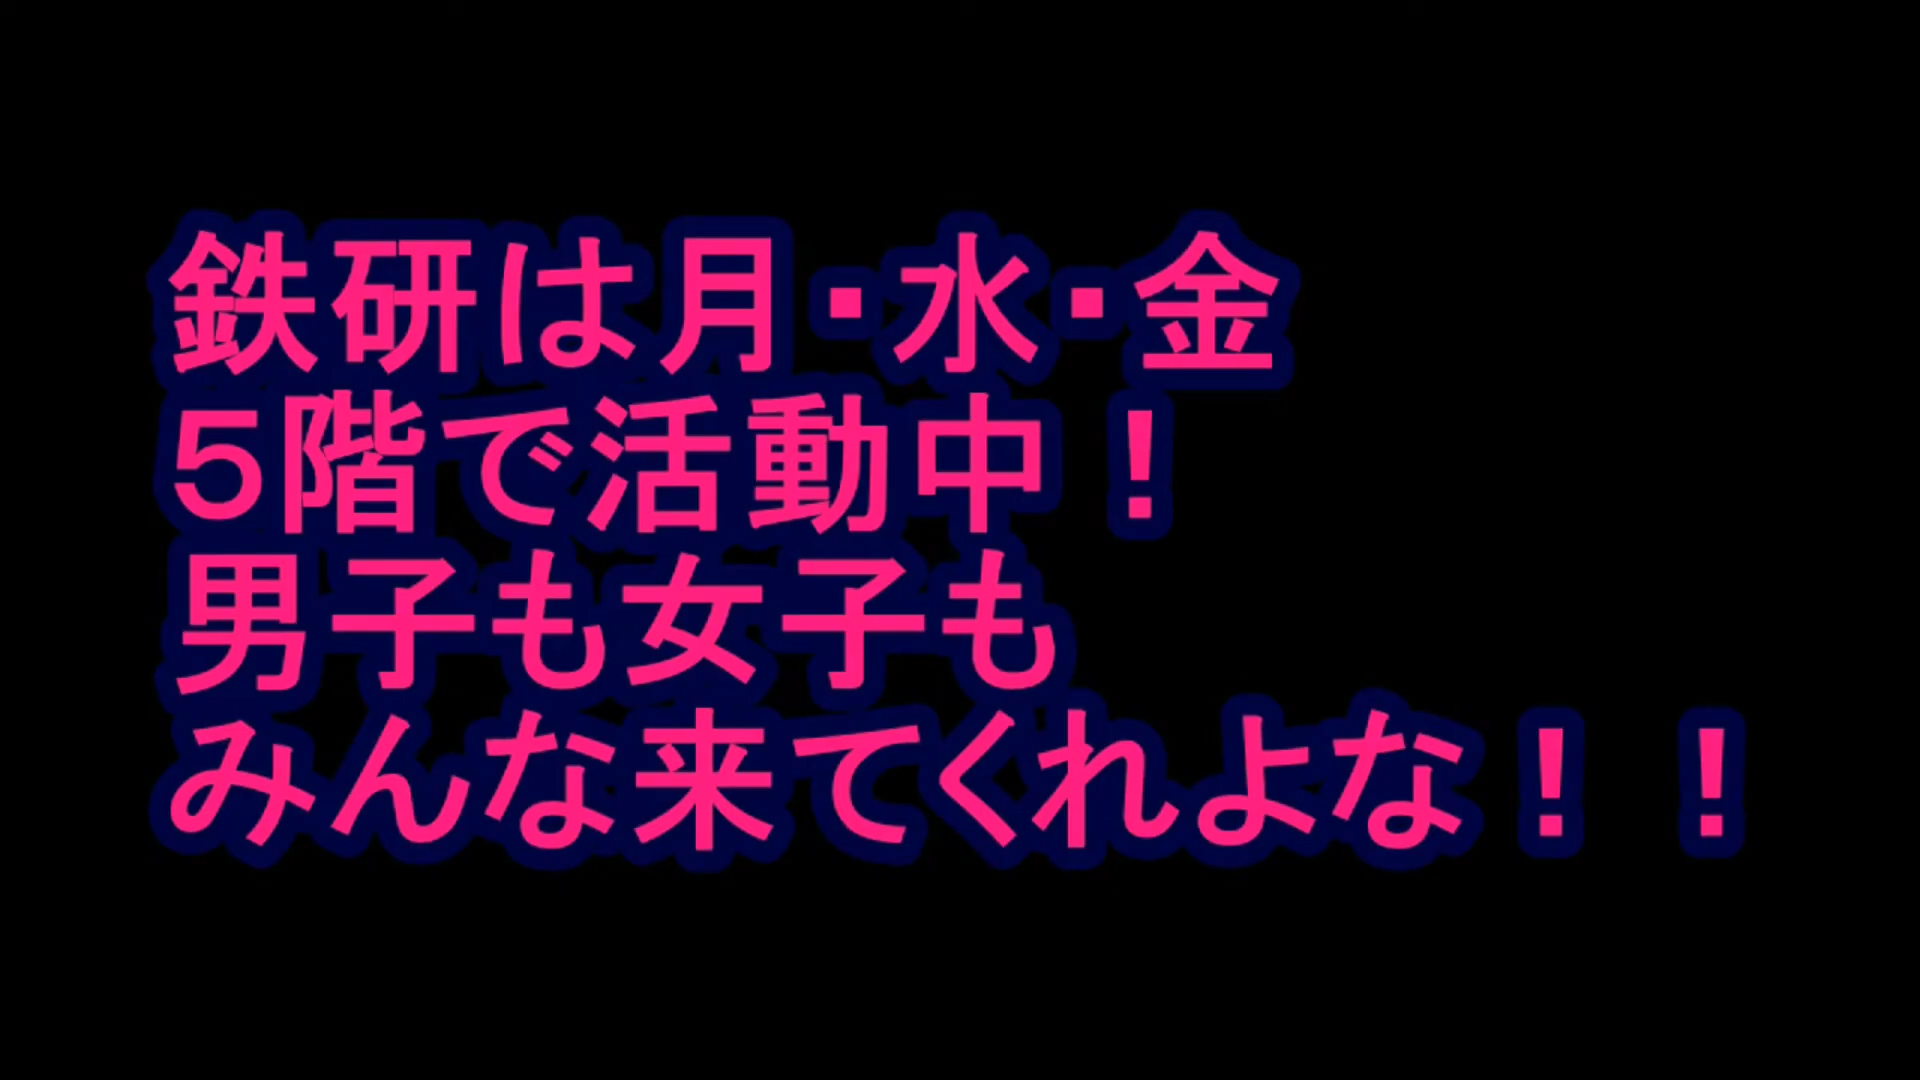 鉄研は月・水・金
５階で活動中！
男子も女子も
みんな来てくれよな！！